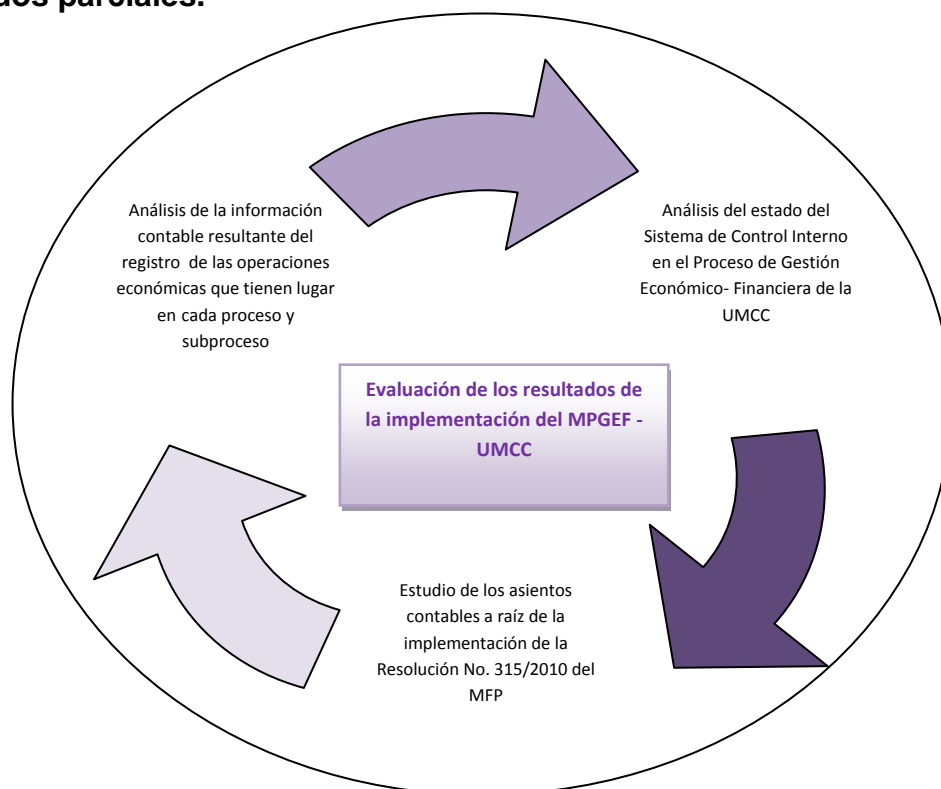 dos parciales.
Análisis de la información
contable resultante del
registro de las operaciones
económicas que tienen lugar
en cada proceso y
subproceso
Análisis del estado del
Sistema de Control Interno
en el Proceso de Gestión
Económico- Financiera de la
UMCC
Evaluación de los resultados de
la implementación del MPGEF -
UMCC
Estudio de los asientos
contables a raíz de la
implementación de la
Resolución No. 315/2010 del
MFP